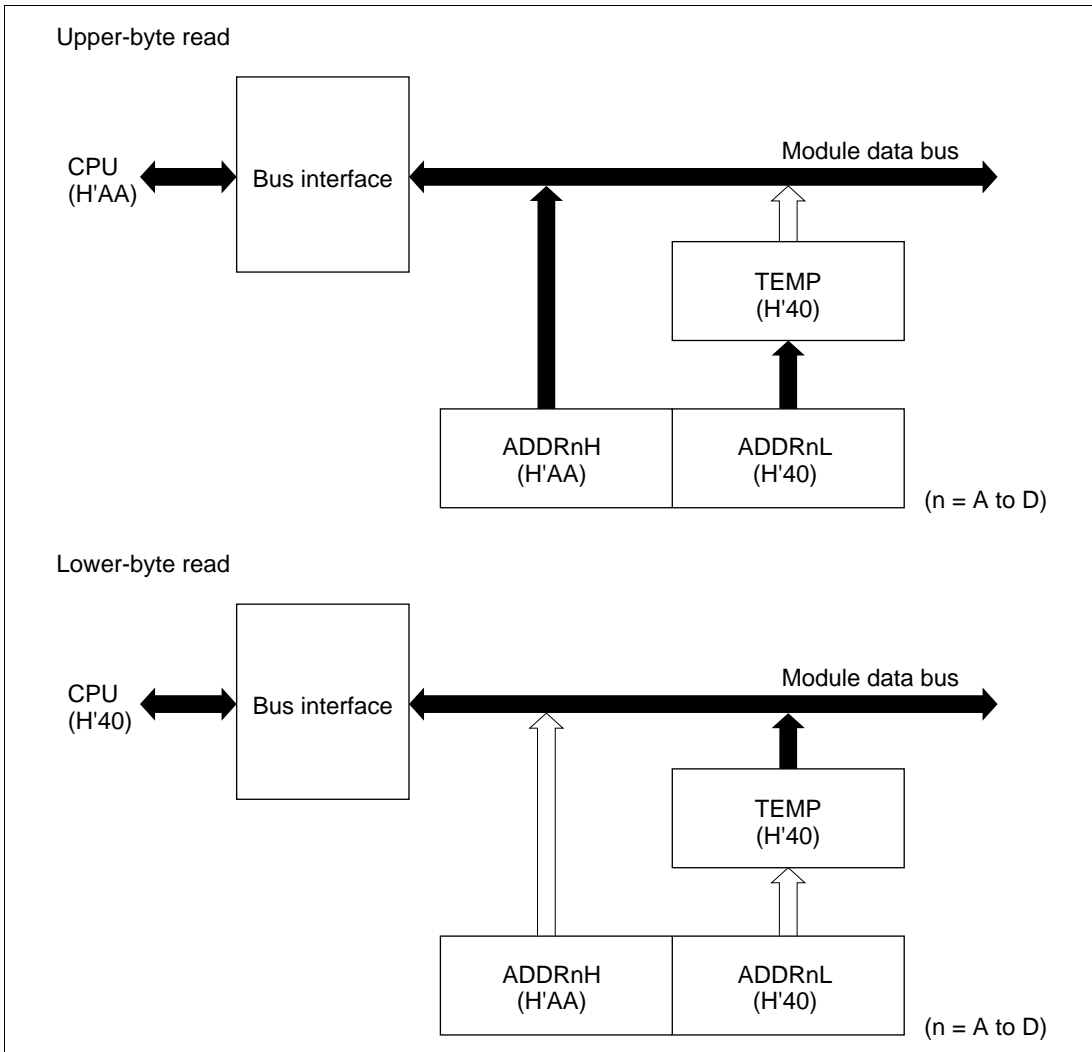 Upper-byte read
CPU
(H'AA)
Bus interface
Module data bus
TEMP
(H'40)
ADDRnH
(H'AA)
ADDRnL
(H'40)
(n = A to D)
Lower-byte read
CPU
(H'40)
Bus interface
Module data bus
TEMP
(H'40)
ADDRnH
(H'AA)
ADDRnL
(H'40)
(n = A to D)